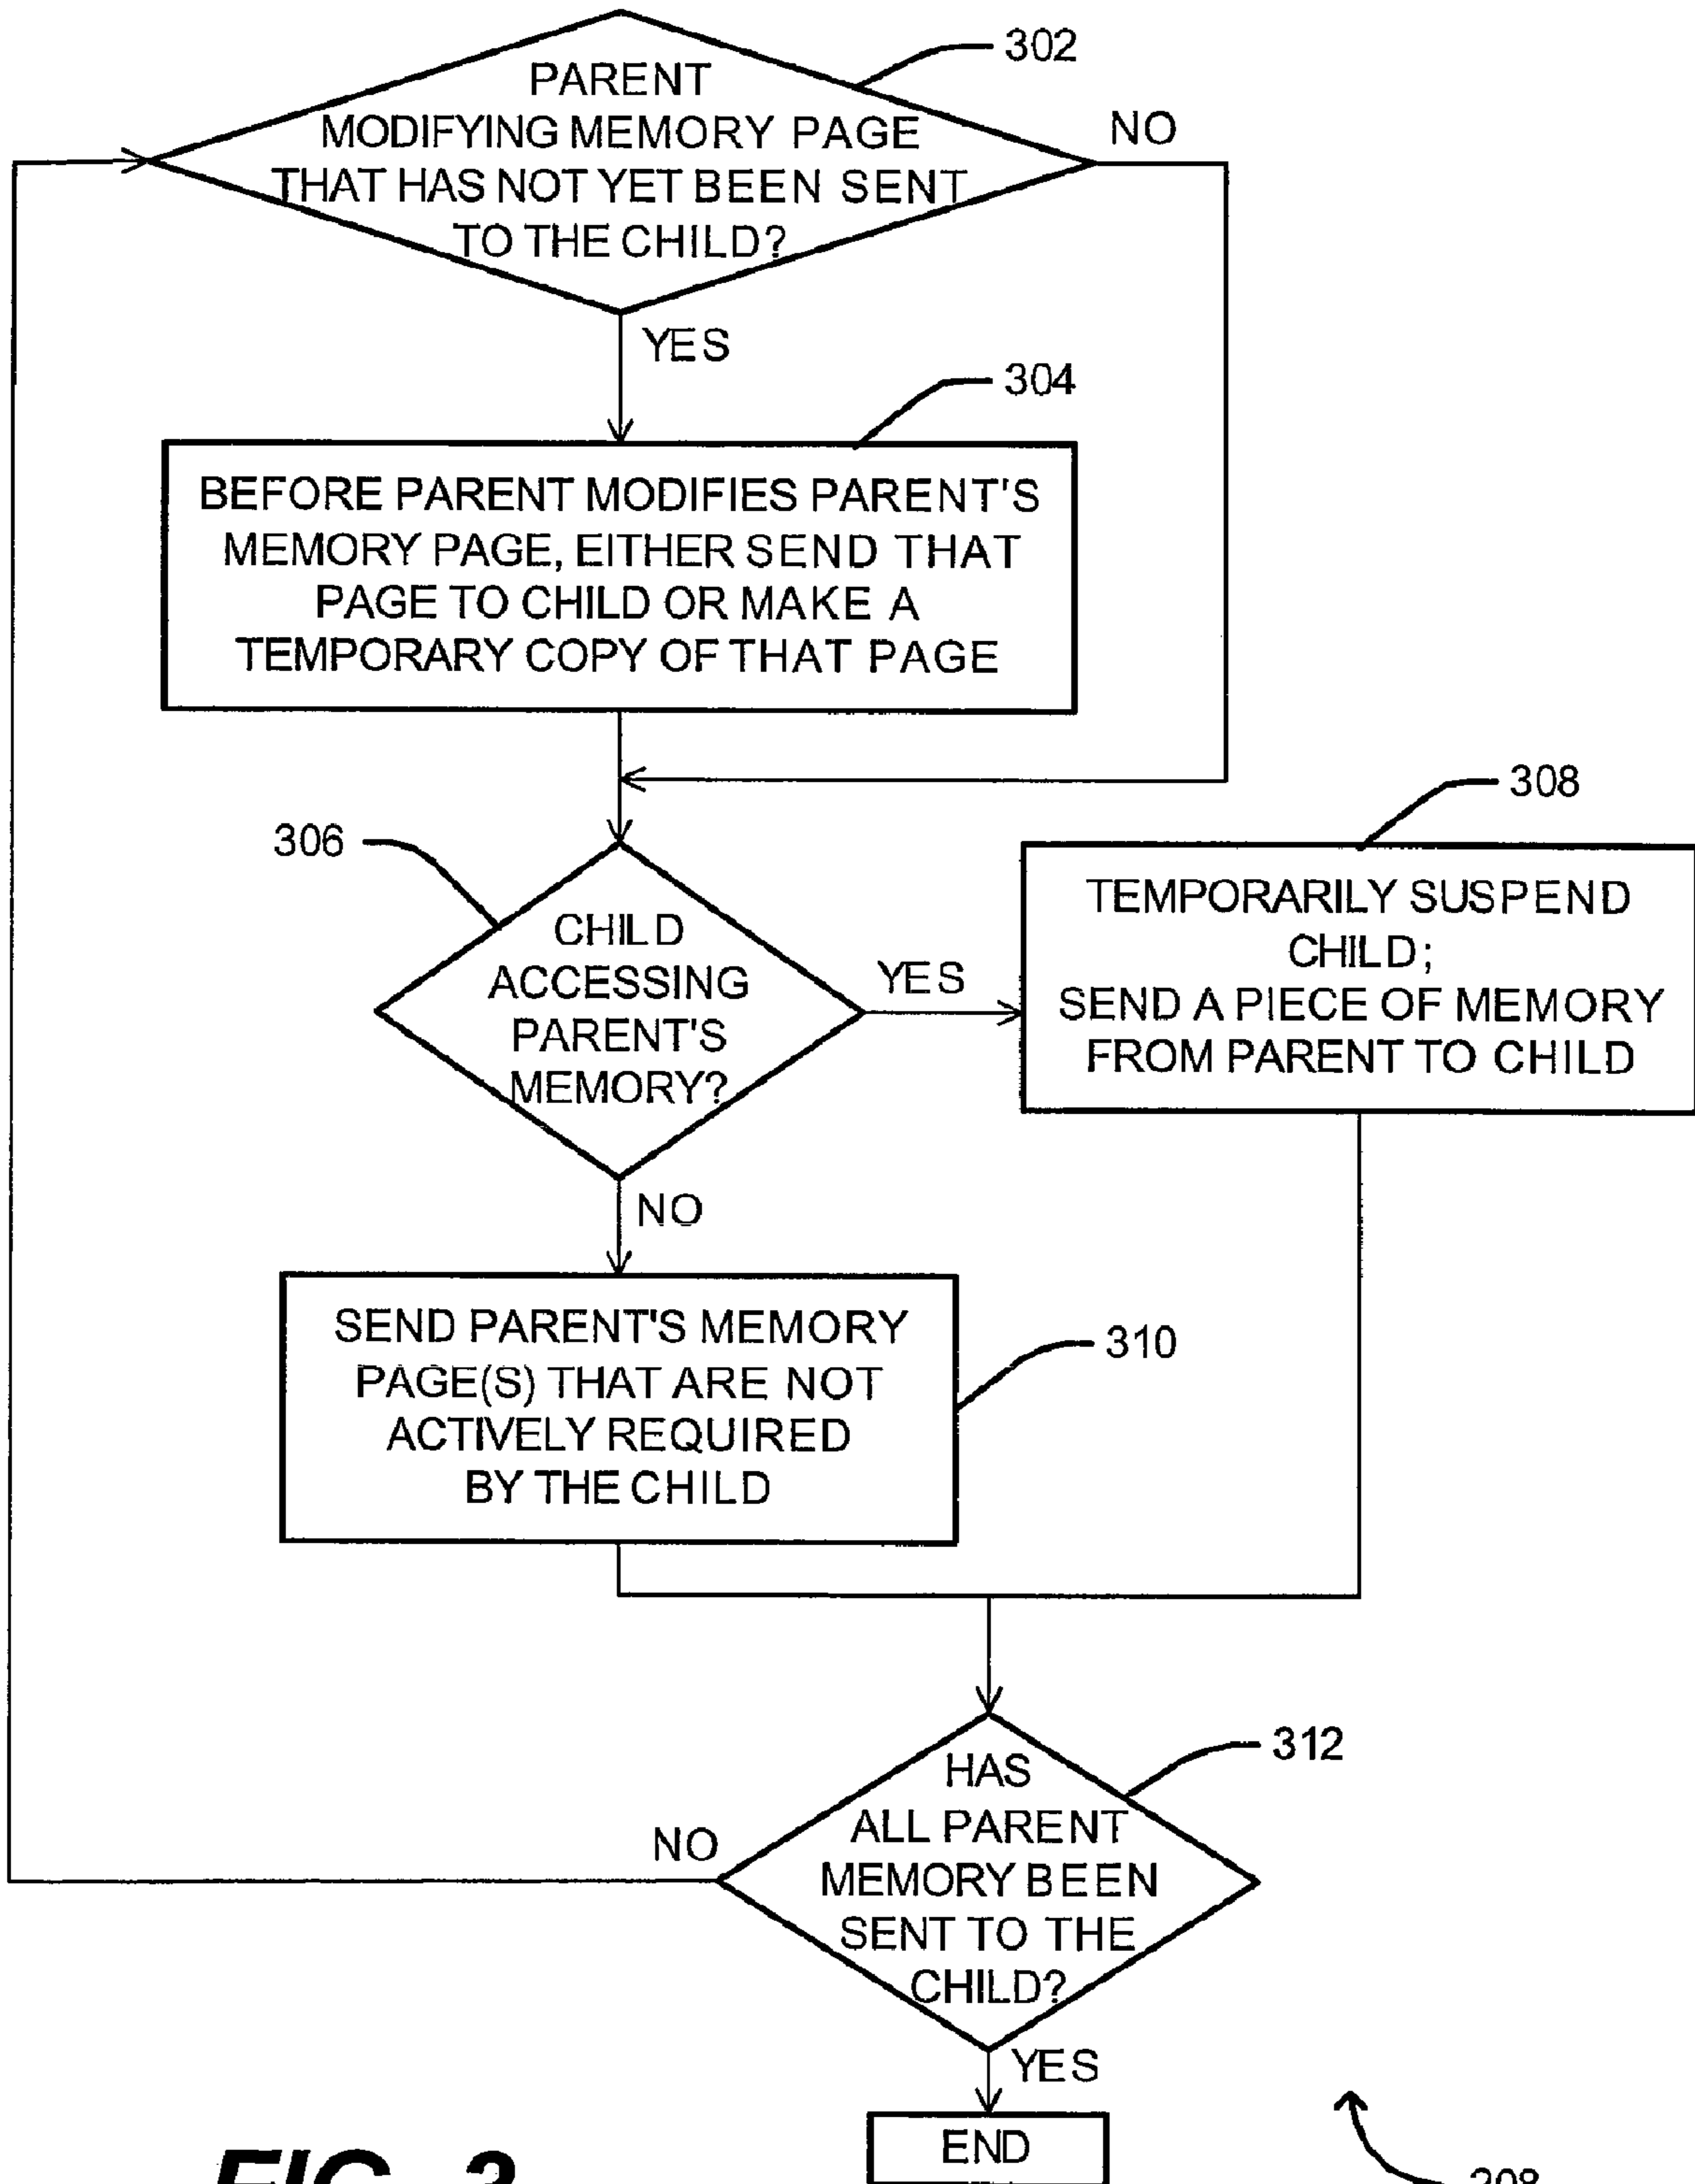 302
PARENT
MODIFYING MEMORY PAGE
THAT HAS NOT YET BEEN SENT
TO THE CHILD?
NO
YES
304
BEFORE PARENT MODIFIES PARENT'S
MEMORY PAGE, EITHER SEND THAT
PAGE TO CHILD OR MAKE A
TEMPORARY COPY OF THAT PAGE
306
CHILD
ACCESSING
PARENT'S
MEMORY?
YES
308
TEMPORARILY SUSPEND
CHILD;
SEND A PIECE OF MEMORY
FROM PARENT TO CHILD
NO
SEND PARENT'S MEMORY
PAGE(S) THAT ARE NOT
ACTIVELY REQUIRED
BY THE CHILD
310
312
HAS
ALL PARENT
MEMORY BEEN
SENT TO THE
CHILD?
NO
YES
END
FIG. 3
208